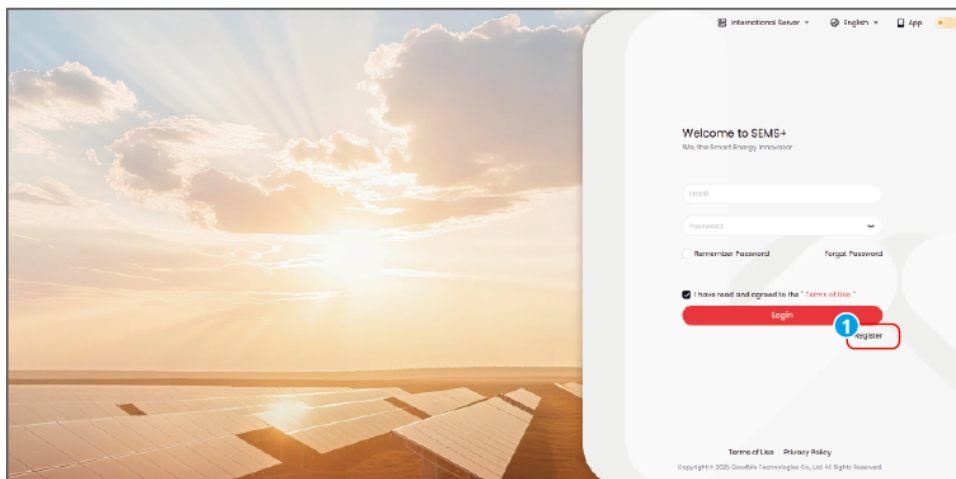 International Server English App
Welcome to SEMS+
We, the Smart Energy Innovator
Email
Password
Remember Password Forgot Password
I have read and agreed to the " Terms of Use "
Login
1
Register
Terms of Use Privacy Policy
Copyright © 2025 GoodWe Technologies Co., Ltd. All Rights Reserved.